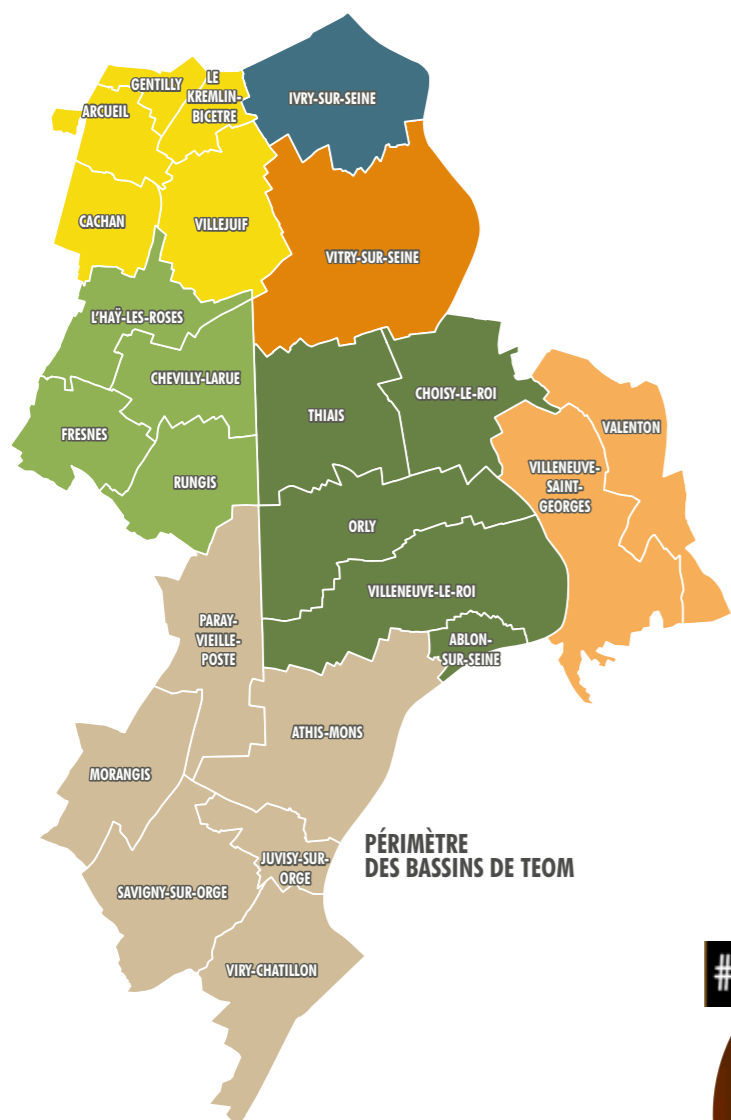 GENTILLY
LE
KREMLIN-
BICETRE
IVRY-SUR-SEINE
ARCUEIL
CACHAN
VILLEJUIF
VITRY-SUR-SEINE
L'HAŸ-LES-ROSES
CHEVILLY-LARUE
THIAIS
CHOISY-LE-ROI
FRESNES
RUNGIS
VALENTON
VILLENEUVE-
SAINT-
GEORGES
ORLY
VILLENEUVE-LE-ROI
PARAY-
VIEILLE-
POSTE
ABLON-
SUR-SEINE
ATHIS-MONS
MORANGIS
PÉRIMÈTRE
DES BASSINS DE TEOM
JUVISY-SUR-
ORGE
SAVIGNY-SUR-ORGE
VIRY-CHATILLON
#